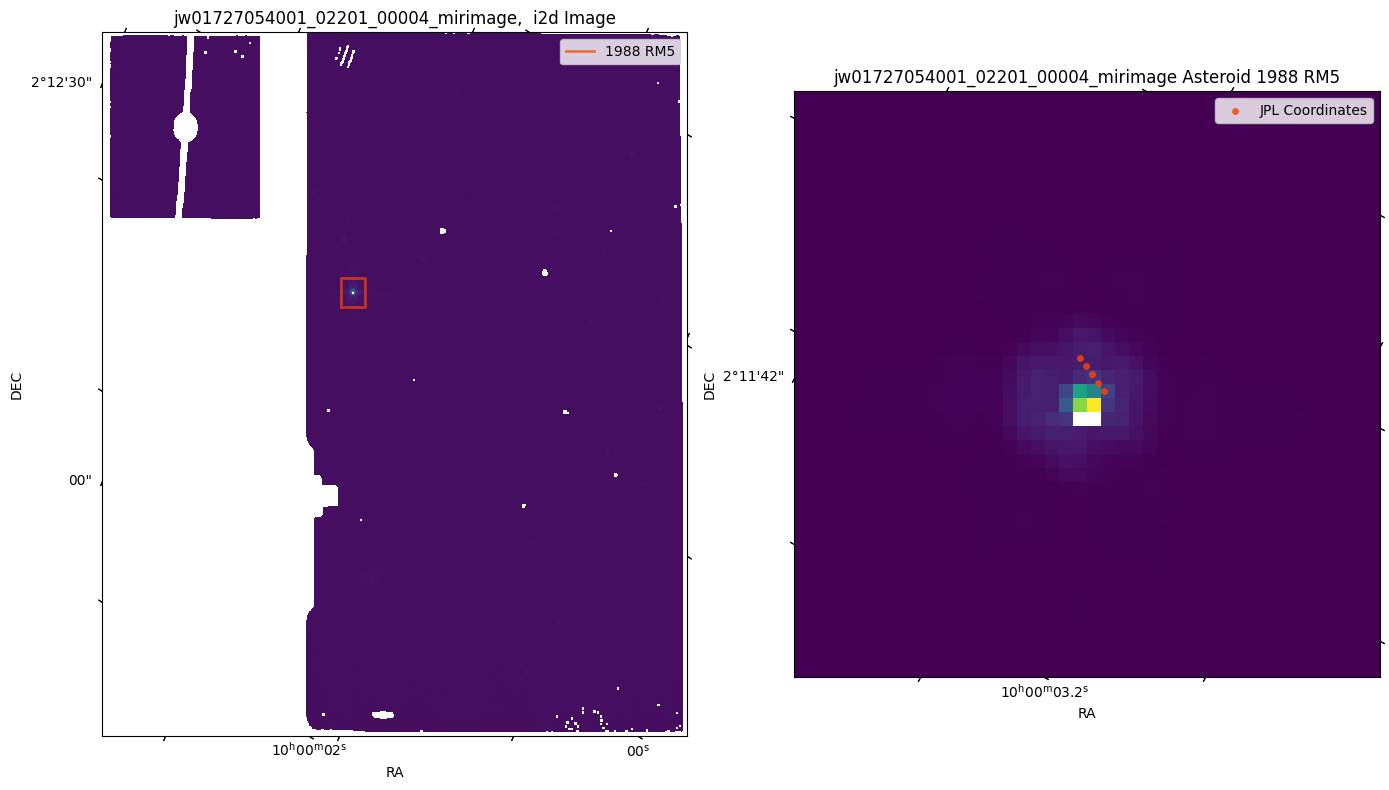 jw01727054001_02201_00004_mirimage,  i2d Image
1988 RM5
2°12'30"
00"
DEC
10h00m02s
00s
RA
jw01727054001_02201_00004_mirimage Asteroid 1988 RM5
JPL Coordinates
2°11'42"
DEC
10h00m03.2s
RA